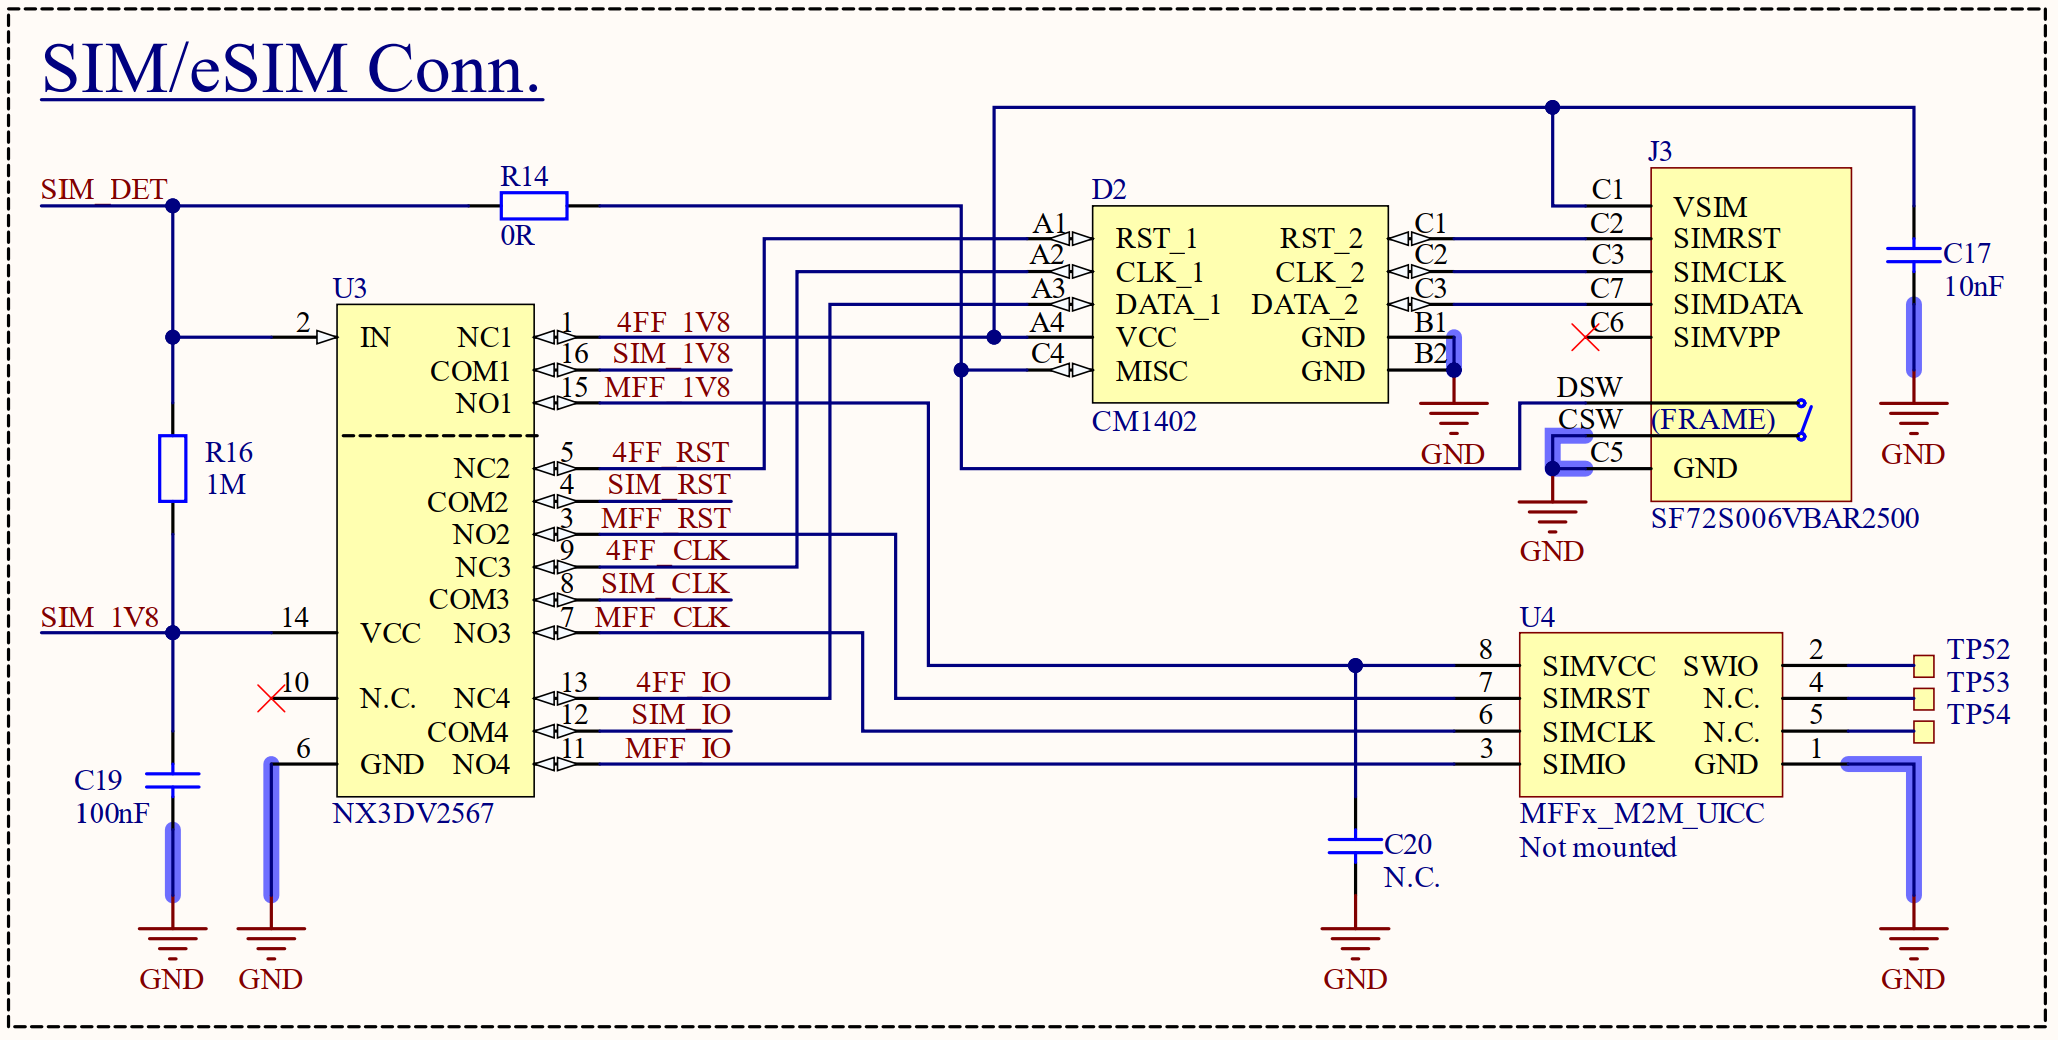 SIM/eSIM Conn.
SIM_DET
R14
0R
U3
2
IN
NC1
1
4FF_1V8
COM1
16
SIM_1V8
NO1
15
MFF_1V8
NC2
5
4FF_RST
COM2
4
SIM_RST
NO2
3
MFF_RST
NC3
9
4FF_CLK
COM3
8
SIM_CLK
14
VCC
NO3
7
MFF_CLK
10
N.C.
NC4
13
4FF_IO
COM4
12
SIM_IO
6
GND
NO4
11
MFF_IO
NX3DV2567
R16
1M
SIM_1V8
C19
100nF
GND
GND
D2
A1
RST_1
RST_2
C1
A2
CLK_1
CLK_2
C2
A3
DATA_1
DATA_2
C3
A4
VCC
GND
B1
C4
MISC
GND
B2
CM1402
GND
J3
C1
VSIM
C2
SIMRST
C3
SIMCLK
C7
SIMDATA
C6
SIMVPP
DSW
CSW
(FRAME)
C5
GND
SF72S006VBAR2500
GND
C17
10nF
GND
U4
8
SIMVCC
SWIO
2
TP52
7
SIMRST
N.C.
4
TP53
6
SIMCLK
N.C.
5
TP54
3
SIMIO
GND
1
MFFx_M2M_UICC
Not mounted
C20
N.C.
GND
GND